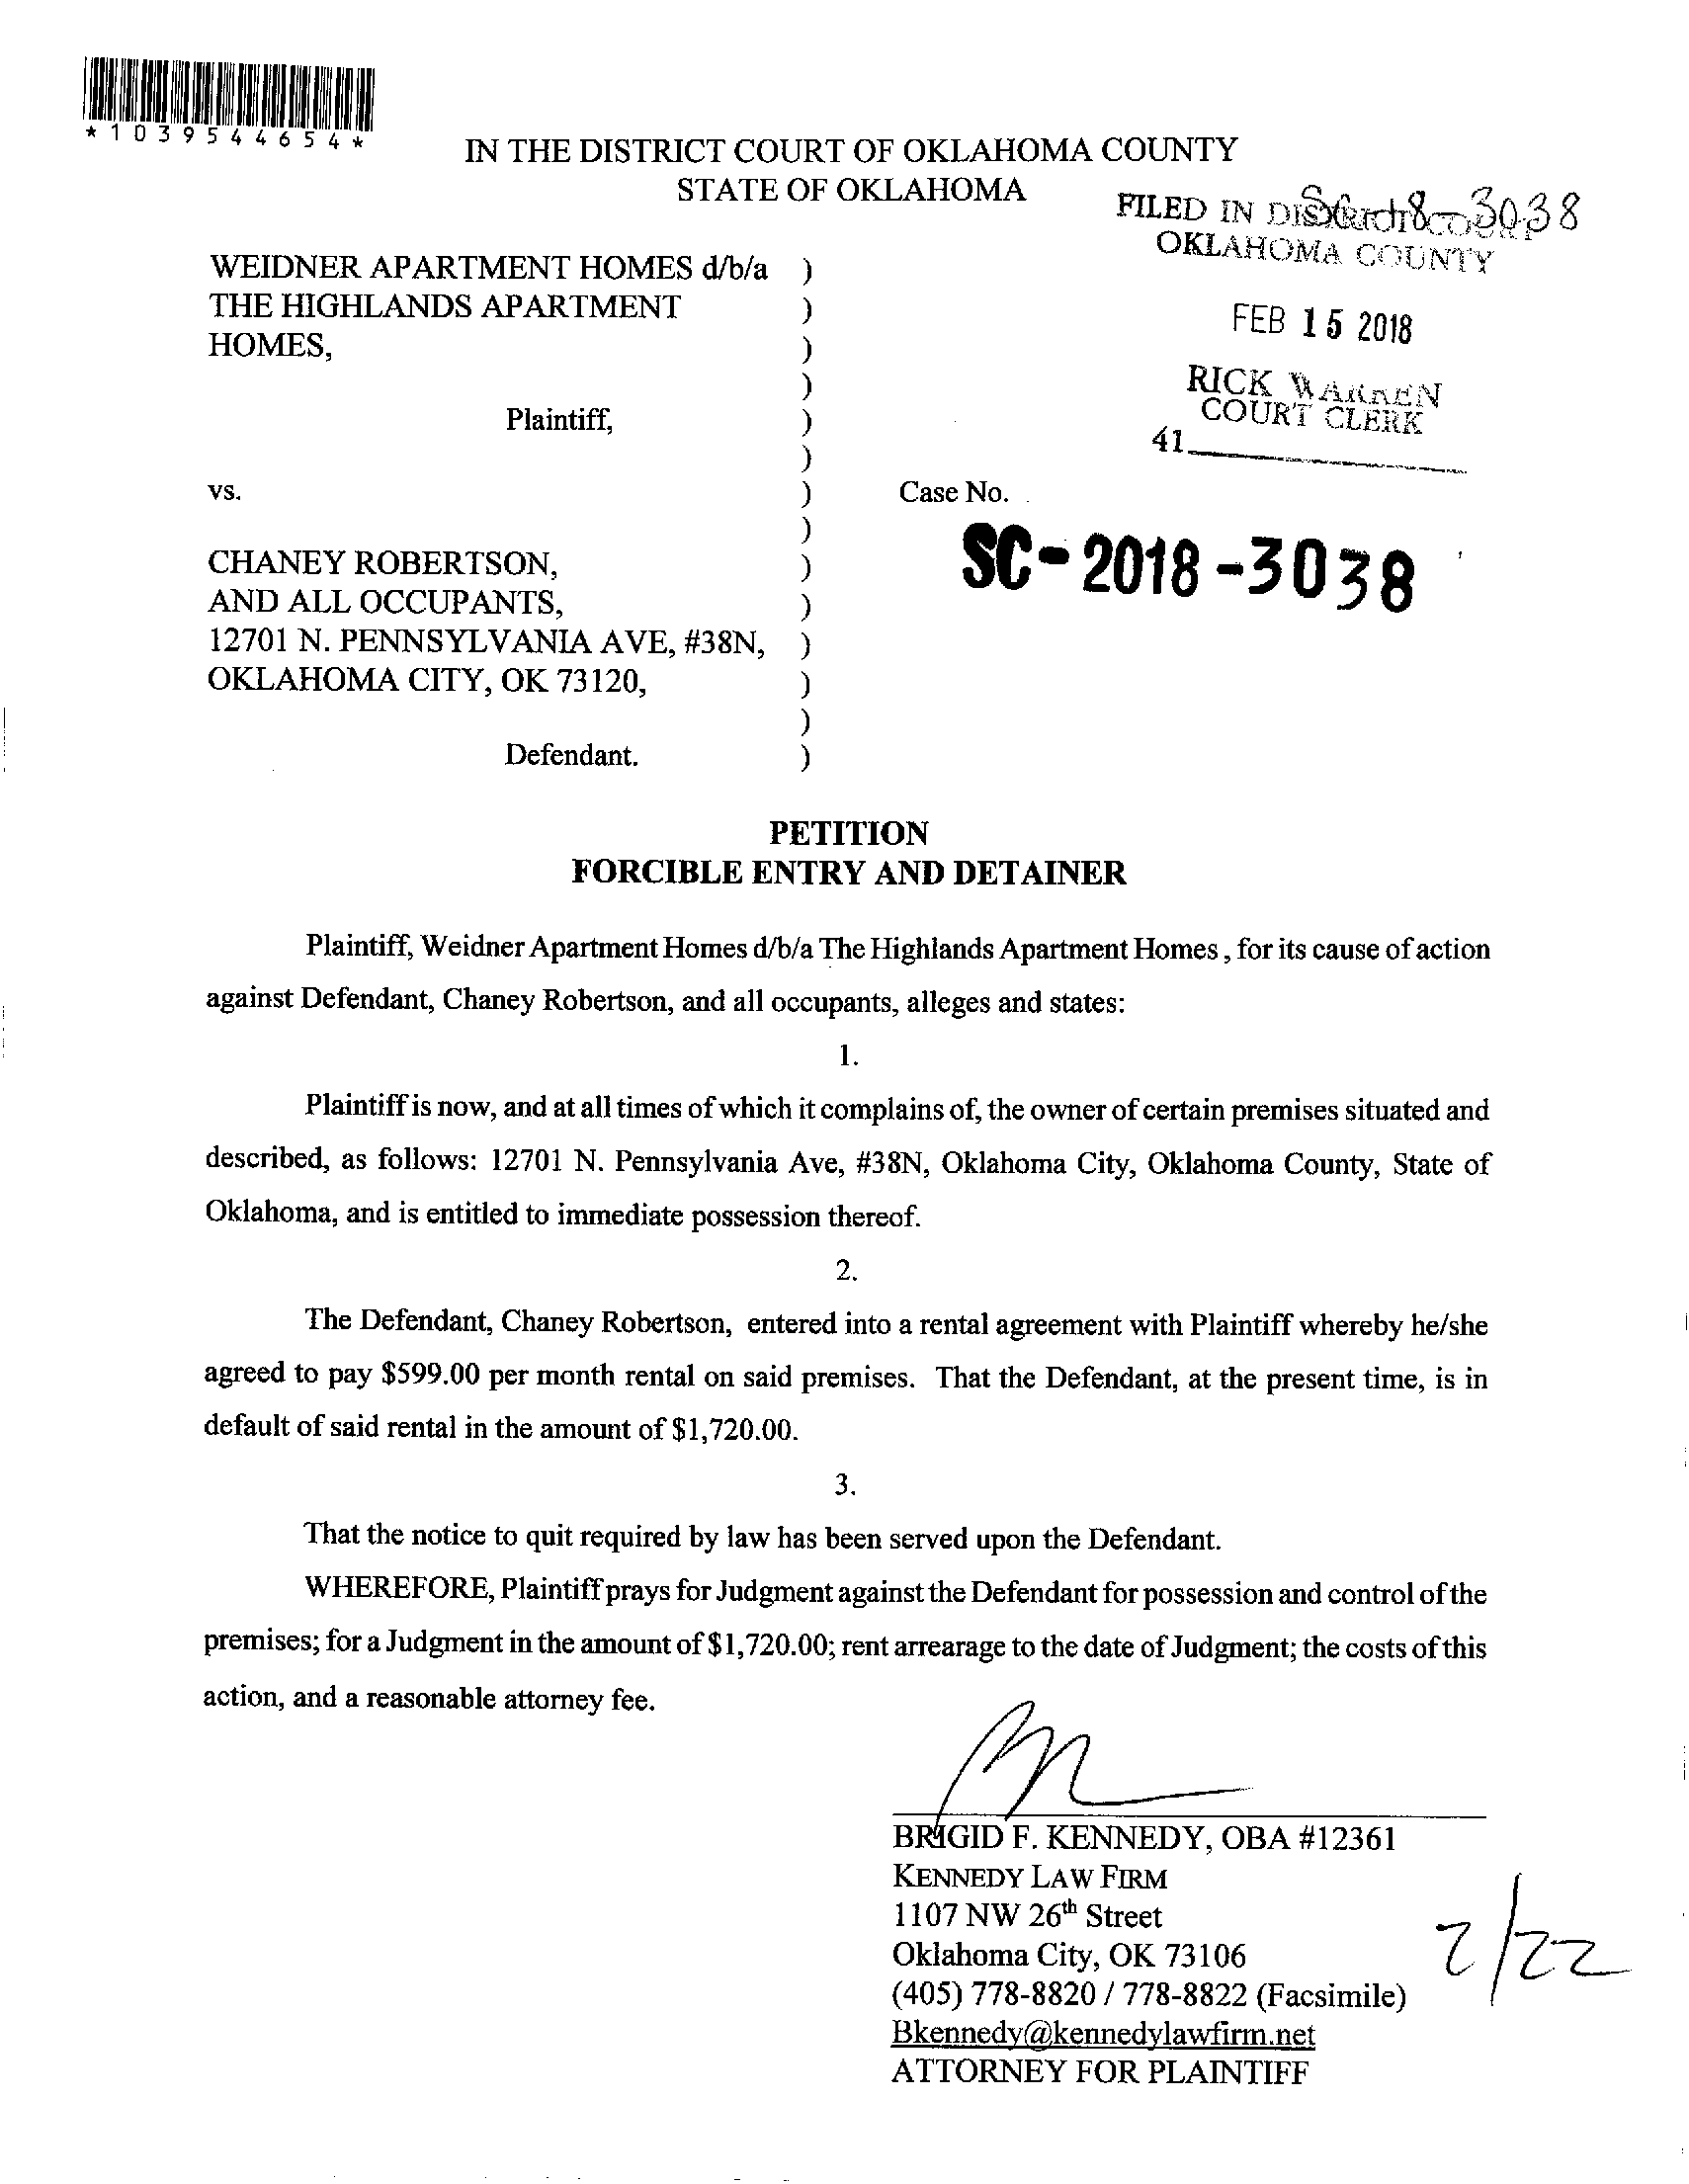 *1039544654*
IN THE DISTRICT COURT OF OKLAHOMA COUNTY
STATE OF OKLAHOMA
FILED IN DISTRICT COURT
OKLAHOMA COUNTY
FEB 15 2018
RICK WARREN
COURT CLERK
41
WEIDNER APARTMENT HOMES d/b/a )
THE HIGHLANDS APARTMENT )
HOMES, )
)
Plaintiff, )
)
vs. )
)
CHANEY ROBERTSON, )
AND ALL OCCUPANTS, )
12701 N. PENNSYLVANIA AVE, #38N, )
OKLAHOMA CITY, OK 73120, )
)
Defendant. )
Case No.
SC-2018-3038
PETITION
FORCIBLE ENTRY AND DETAINER
Plaintiff, Weidner Apartment Homes d/b/a The Highlands Apartment Homes , for its cause of action
against Defendant, Chaney Robertson, and all occupants, alleges and states:
1.
Plaintiff is now, and at all times of which it complains of, the owner of certain premises situated and
described, as follows: 12701 N. Pennsylvania Ave, #38N, Oklahoma City, Oklahoma County, State of
Oklahoma, and is entitled to immediate possession thereof.
2.
The Defendant, Chaney Robertson, entered into a rental agreement with Plaintiff whereby he/she
agreed to pay $599.00 per month rental on said premises. That the Defendant, at the present time, is in
default of said rental in the amount of $1,720.00.
3.
That the notice to quit required by law has been served upon the Defendant.
WHEREFORE, Plaintiff prays for Judgment against the Defendant for possession and control of the
premises; for a Judgment in the amount of $1,720.00; rent arrearage to the date of Judgment; the costs of this
action, and a reasonable attorney fee.
BRIGID F. KENNEDY, OBA #12361
KENNEDY LAW FIRM
1107 NW 26th Street
Oklahoma City, OK 73106
(405) 778-8820 / 778-8822 (Facsimile)
Bkennedy@kennedylawfirm.net
ATTORNEY FOR PLAINTIFF
2/22